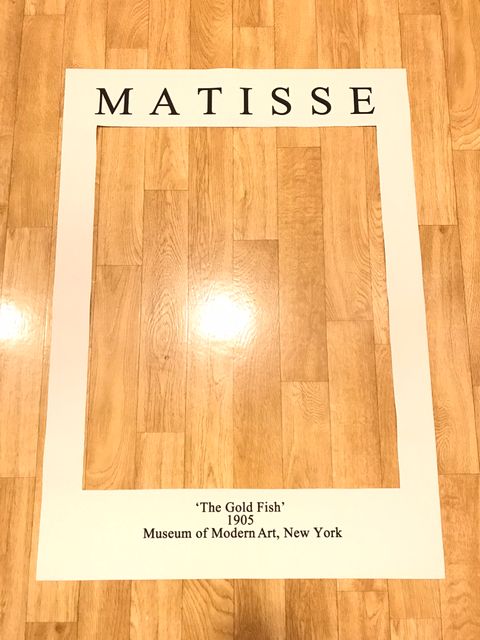 MATISSE
‘The Gold Fish’
1905
Museum of Modern Art, New York